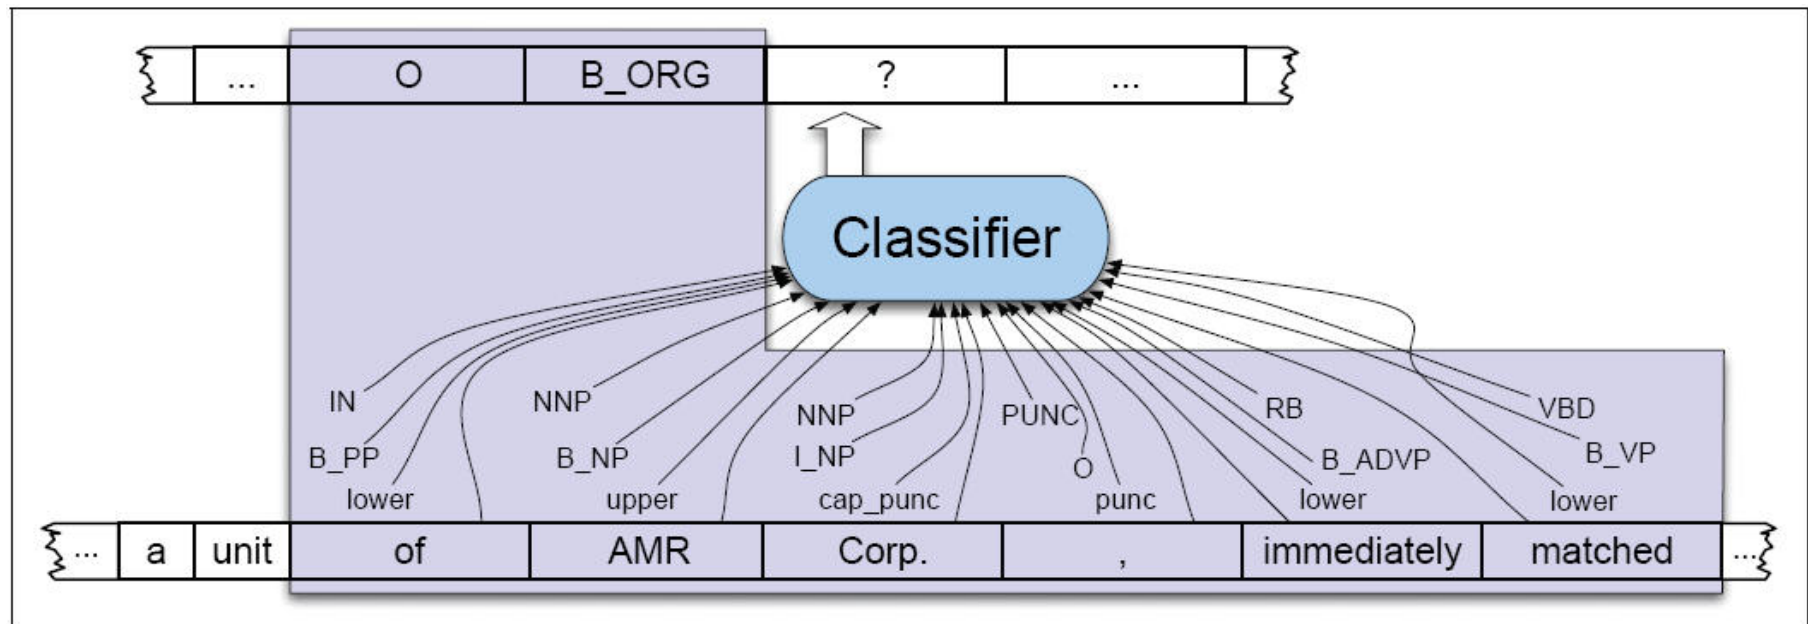 ... O B_ORG ? ...
Classifier
IN NNP NNP PUNC RB VBD
B_PP B_NP I_NP O B_ADVP B_VP
lower upper cap_punc punc lower lower
... a unit of AMR Corp. , immediately matched ...